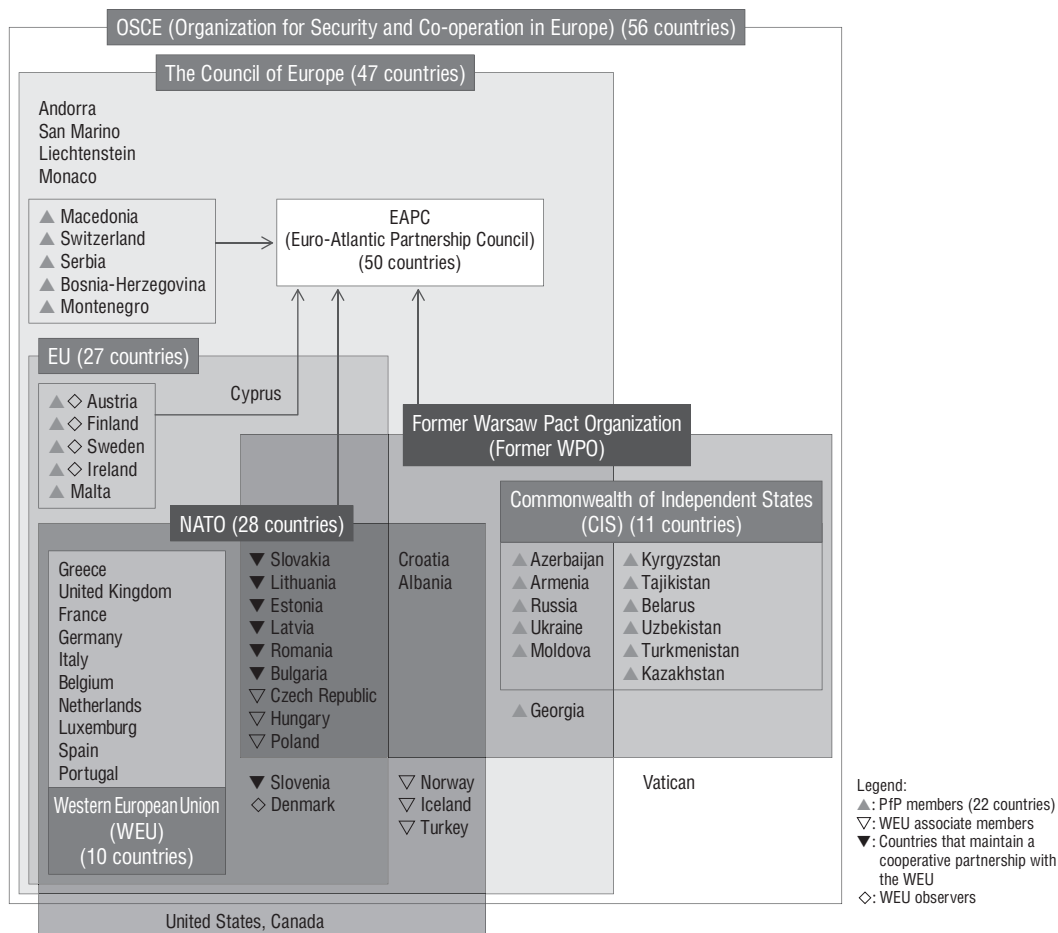 OSCE (Organization for Security and Co-operation in Europe) (56 countries)
The Council of Europe (47 countries)
Andorra
San Marino
Liechtenstein
Monaco
▲ Macedonia
▲ Switzerland
▲ Serbia
▲ Bosnia-Herzegovina
▲ Montenegro
EAPC
(Euro-Atlantic Partnership Council)
(50 countries)
EU (27 countries)
▲ ◇ Austria
▲ ◇ Finland
▲ ◇ Sweden
▲ ◇ Ireland
▲ Malta
Cyprus
Former Warsaw Pact Organization
(Former WPO)
Commonwealth of Independent States
(CIS) (11 countries)
▲ Azerbaijan
▲ Armenia
▲ Russia
▲ Ukraine
▲ Moldova
▲ Kyrgyzstan
▲ Tajikistan
▲ Belarus
▲ Uzbekistan
▲ Turkmenistan
▲ Kazakhstan
▲ Georgia
NATO (28 countries)
Greece
United Kingdom
France
Germany
Italy
Belgium
Netherlands
Luxemburg
Spain
Portugal
Western European Union
(WEU)
(10 countries)
▼ Slovakia
▼ Lithuania
▼ Estonia
▼ Latvia
▼ Romania
▼ Bulgaria
▽ Czech Republic
▽ Hungary
▽ Poland
▼ Slovenia
◇ Denmark
Croatia
Albania
▽ Norway
▽ Iceland
▽ Turkey
Vatican
United States, Canada
Legend:
▲: PfP members (22 countries)
▽: WEU associate members
▼: Countries that maintain a
cooperative partnership with
the WEU
◇: WEU observers